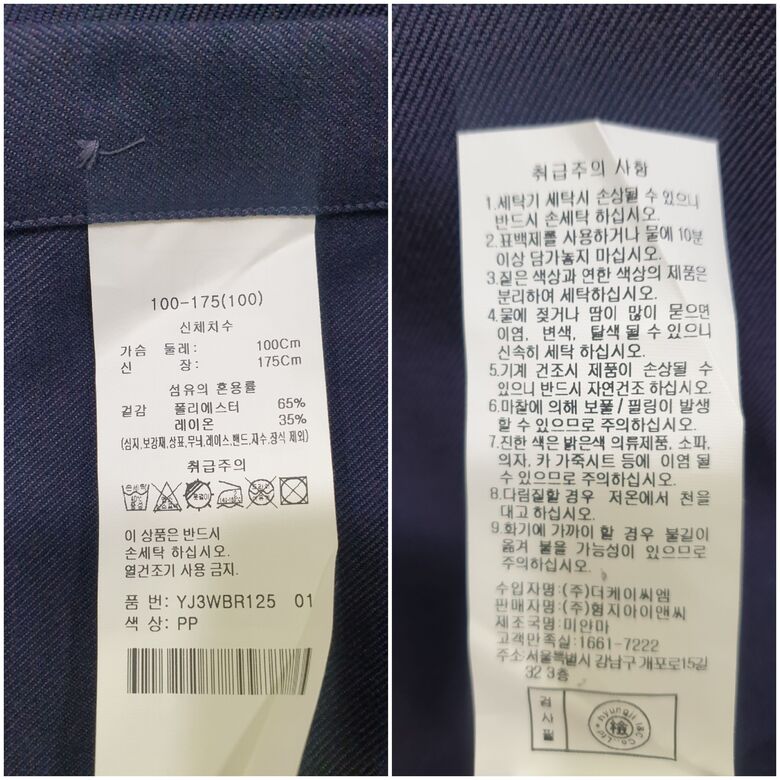 100-175(100)
신체치수
가슴 둘레: 100Cm
신 장: 175Cm
섬유의 혼용률
겉감 폴리에스터 65%
레이온 35%
(심지,보강재,상표,무늬,레이스,밴드,자수,장식 제외)
취급주의
손세탁
옷걸이
이 상품은 반드시
손세탁 하십시오.
열건조기 사용 금지.
품 번: YJ3WBR125 01
색 상: PP
취급주의 사항
1.세탁기 세탁시 손상될 수 있으니
반드시 손세탁 하십시오.
2.표백제를 사용하거나 물에 10분
이상 담가놓지 마십시오.
3.짙은 색상과 연한 색상의 제품은
분리하여 세탁하십시오.
4.물에 젖거나 땀이 많이 묻으면
이염, 변색, 탈색 될 수 있으니
신속히 세탁 하십시오.
5.기계 건조시 제품이 손상될 수
있으니 반드시 자연건조 하십시오.
6.마찰에 의해 보풀/필링이 발생
할 수 있으므로 주의하십시오.
7.진한 색은 밝은색 의류제품, 소파,
의자, 카 가죽시트 등에 이염 될
수 있으므로 주의하십시오.
8.다림질할 경우 저온에서 천을
대고 하십시오.
9.화기에 가까이 할 경우 불길이
옮겨 붙을 가능성이 있으므로
주의하십시오.
수입자명:(주)더케이씨엠
판매자명:(주)형지아이앤씨
제조국명:미얀마
고객만족실:1661-7222
주소:서울특별시 강남구 개포로15길
32 3층
검사필
hyungji I&C Co., Ltd
檢